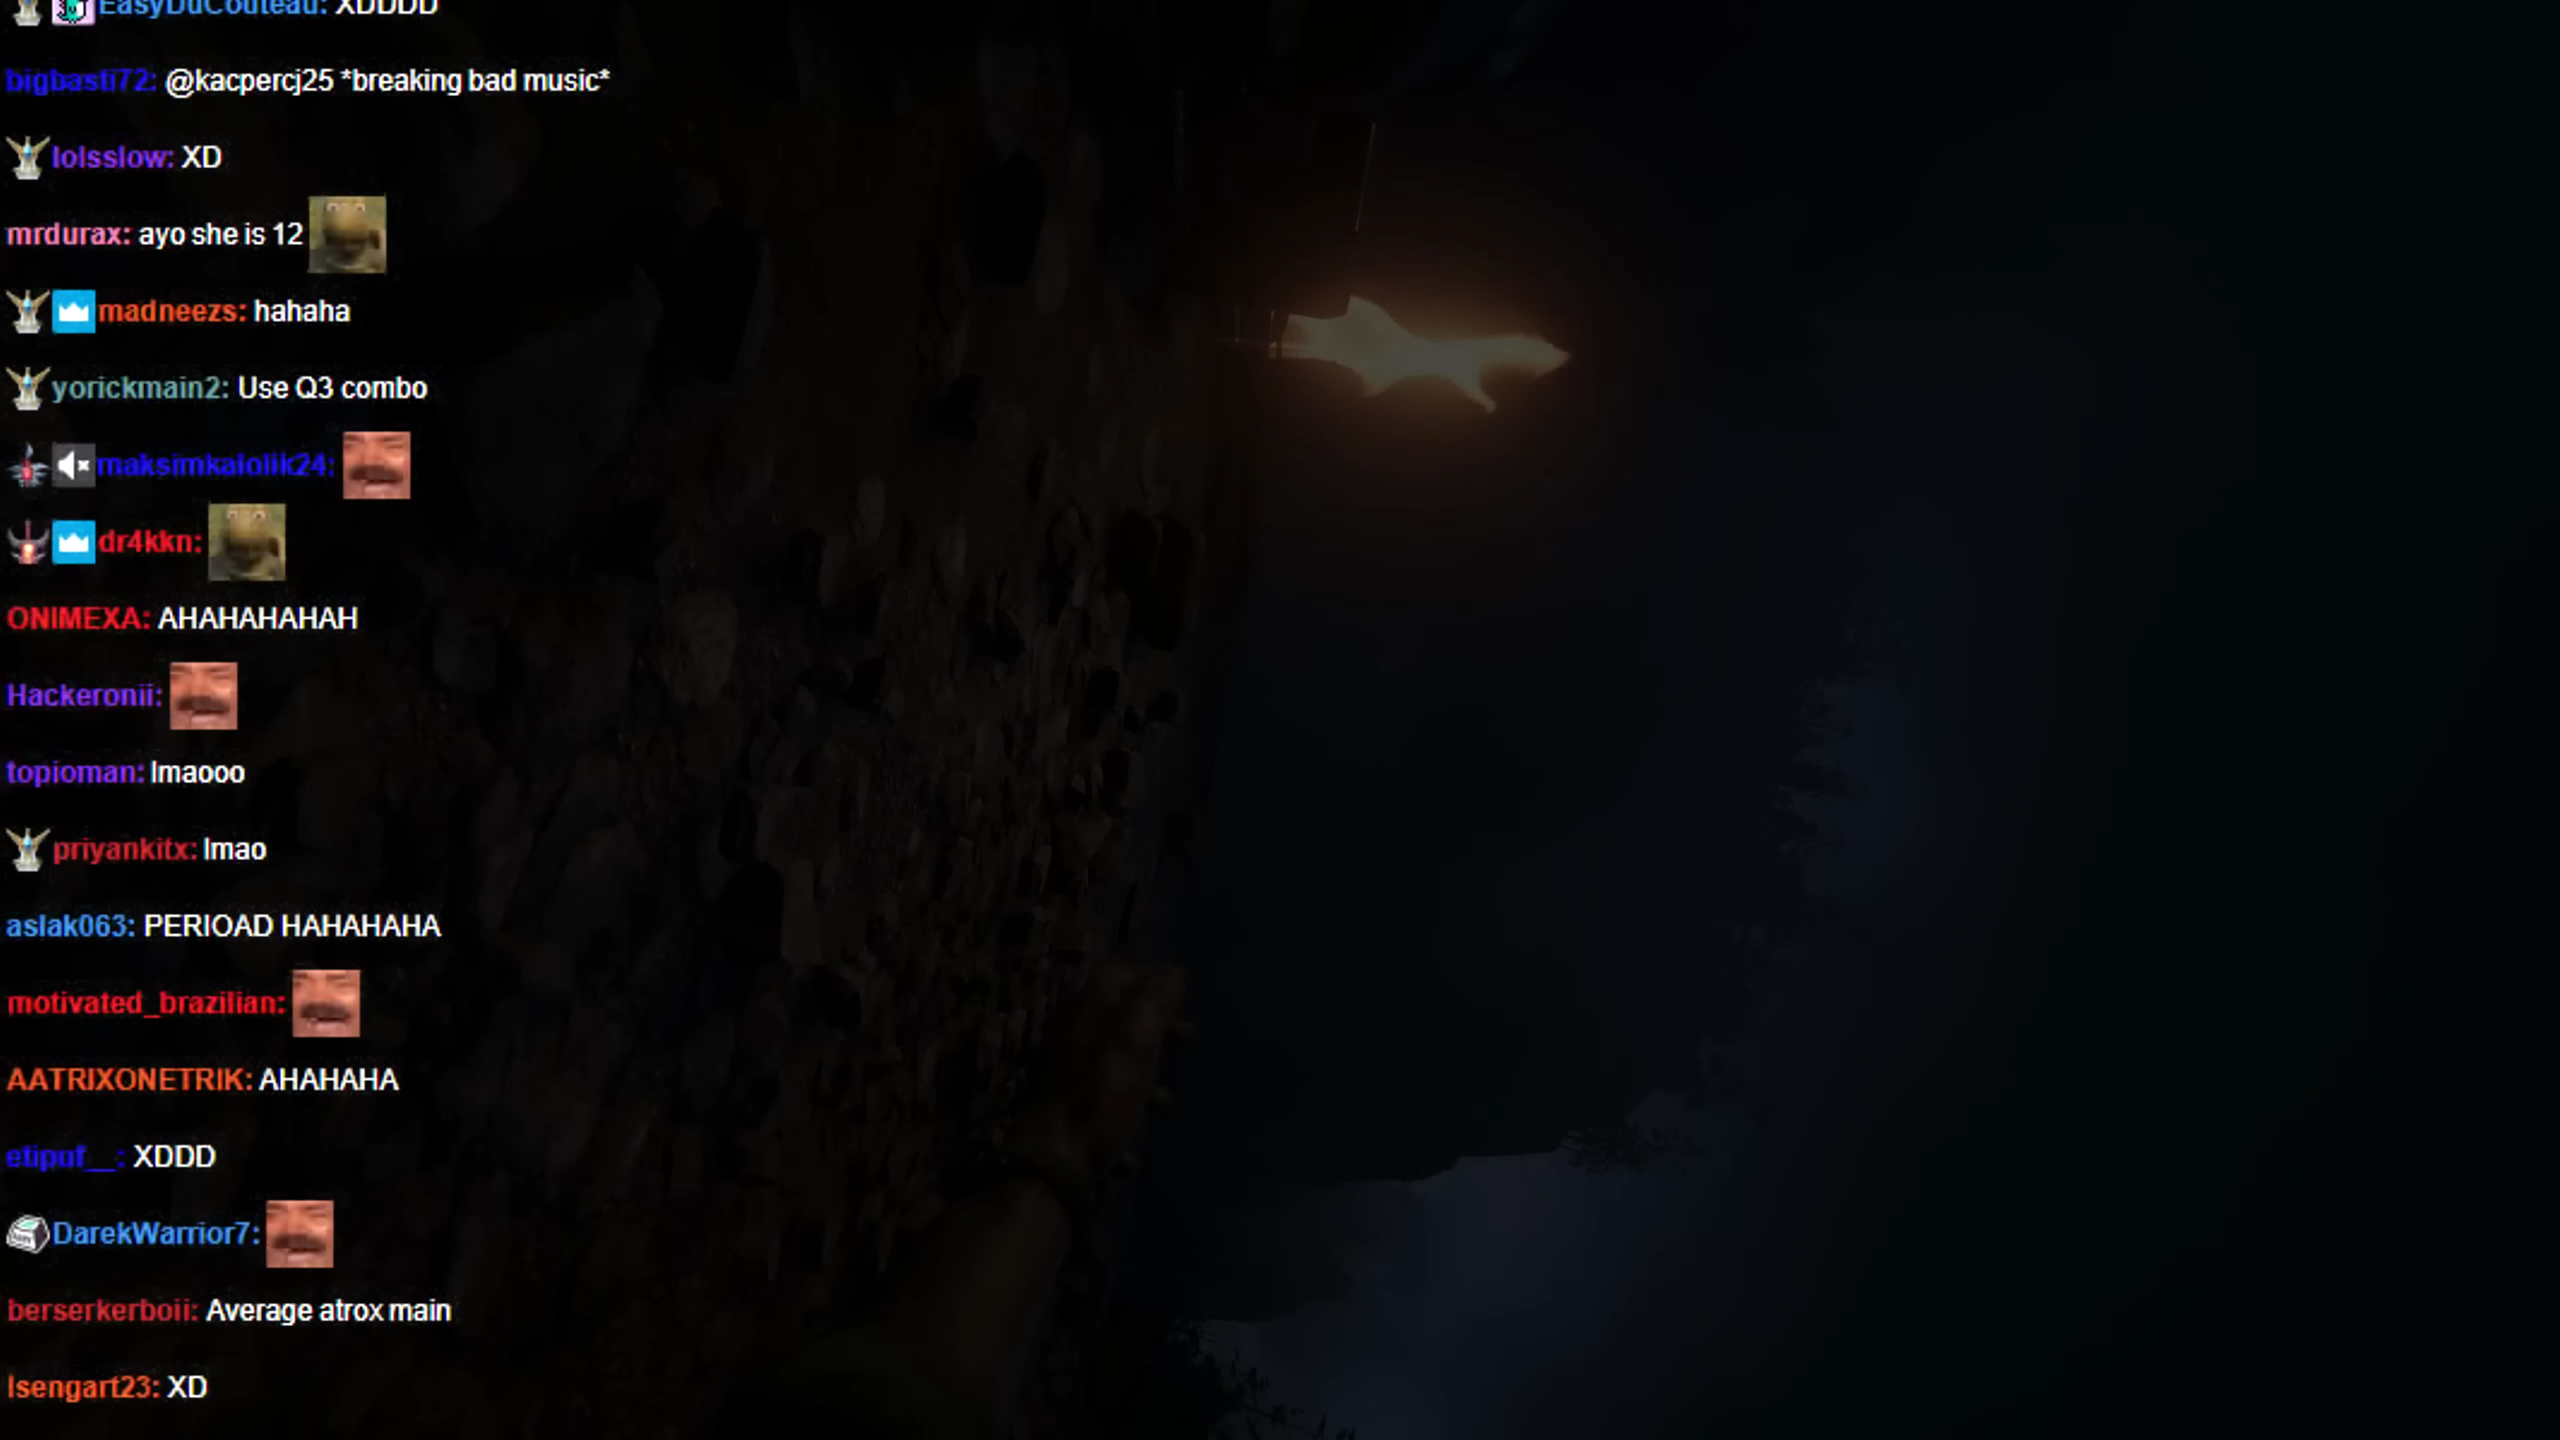 EasyDuCouteau: XDDDD
bigbasti72: @kacpercj25 *breaking bad music*
lolsslow: XD
mrdurax: ayo she is 12
madneezs: hahaha
yorickmain2: Use Q3 combo
maksimkalolik24:
dr4kkn:
ONIMEXA: AHAHAHAHAH
Hackeronii:
topioman: lmaooo
priyankitx: lmao
aslak063: PERIOAD HAHAHAHA
motivated_brazilian:
AATRIXONETRIK: AHAHAHA
etipuf__: XDDD
DarekWarrior7:
berserkerboii: Average atrox main
Isengart23: XD